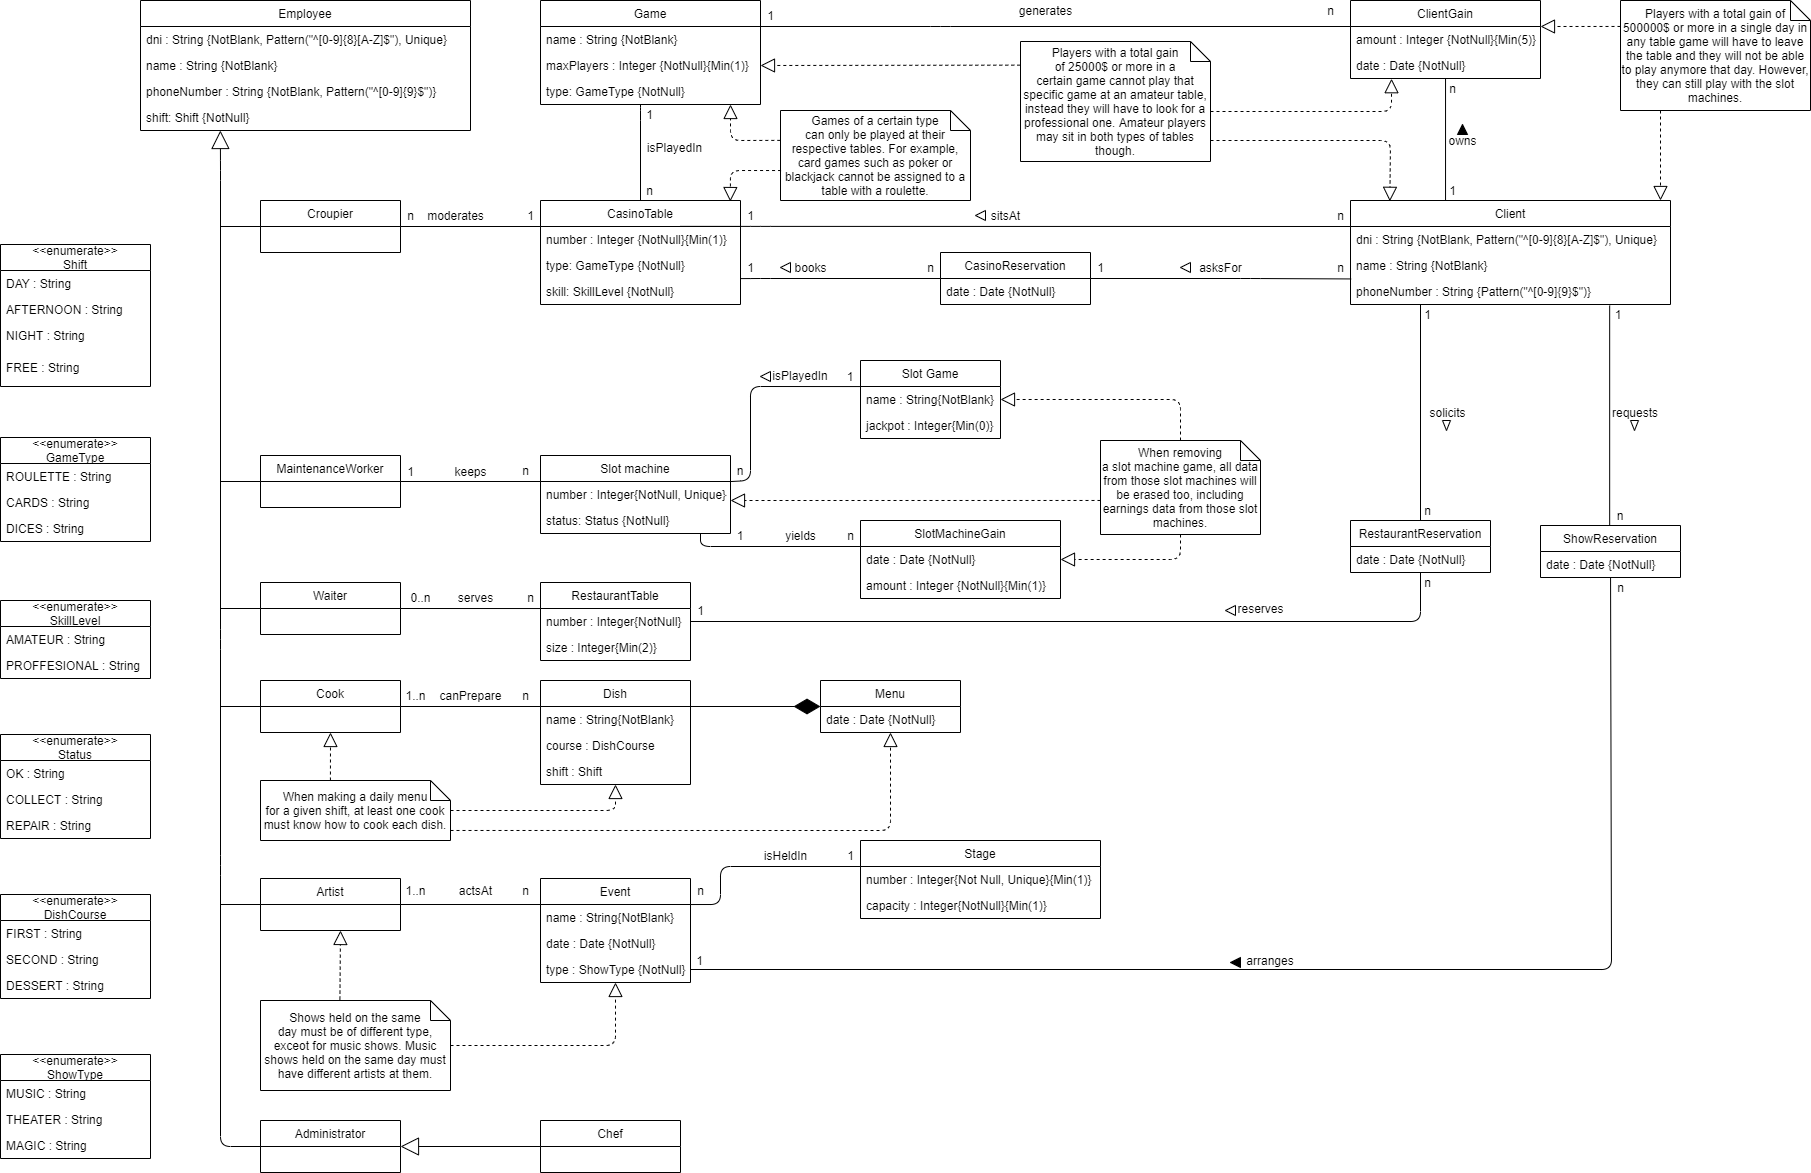 Employee
dni : String {NotBlank, Pattern("^[0-9]{8}[A-Z]$"), Unique}
name : String {NotBlank}
phoneNumber : String {NotBlank, Pattern("^[0-9]{9}$")}
shift: Shift {NotNull}
Game
name : String {NotBlank}
maxPlayers : Integer {NotNull}{Min(1)}
type: GameType {NotNull}
1
generates
n
ClientGain
amount : Integer {NotNull}{Min(5)}
date : Date {NotNull}
Players with a total gain of
500000$ or more in a single day in
any table game will have to leave
the table and they will not be able
to play anymore that day. However,
they can still play with the slot
machines.
Players with a total gain
of 25000$ or more in a
certain game cannot play that
specific game at an amateur table,
instead they will have to look for a
professional one. Amateur players
may sit in both types of tables
though.
Games of a certain type
can only be played at their
respective tables. For example,
card games such as poker or
blackjack cannot be assigned to a
table with a roulette.
1
isPlayedIn
n
n
owns
1
Croupier
n
moderates
1
CasinoTable
number : Integer {NotNull}{Min(1)}
type: GameType {NotNull}
skill: SkillLevel {NotNull}
1
sitsAt
n
1
books
n
CasinoReservation
date : Date {NotNull}
1
asksFor
n
Client
dni : String {NotBlank, Pattern("^[0-9]{8}[A-Z]$"), Unique}
name : String {NotBlank}
phoneNumber : String {Pattern("^[0-9]{9}$")}
<<enumerate>>
Shift
DAY : String
AFTERNOON : String
NIGHT : String
FREE : String
1
1
solicits
requests
n
n
isPlayedIn
1
Slot Game
name : String{NotBlank}
jackpot : Integer{Min(0)}
<<enumerate>>
GameType
ROULETTE : String
CARDS : String
DICES : String
MaintenanceWorker
1
keeps
n
Slot machine
number : Integer{NotNull, Unique}
status: Status {NotNull}
n
When removing
a slot machine game, all data
from those slot machines will
be erased too, including
earnings data from those slot
machines.
1
yields
n
SlotMachineGain
date : Date {NotNull}
amount : Integer {NotNull}{Min(1)}
RestaurantReservation
date : Date {NotNull}
n
ShowReservation
date : Date {NotNull}
n
Waiter
0..n
serves
n
RestaurantTable
number : Integer{NotNull}
size : Integer{Min(2)}
1
reserves
<<enumerate>>
SkillLevel
AMATEUR : String
PROFFESIONAL : String
Cook
1..n
canPrepare
n
Dish
name : String{NotBlank}
course : DishCourse
shift : Shift
Menu
date : Date {NotNull}
<<enumerate>>
Status
OK : String
COLLECT : String
REPAIR : String
When making a daily menu
for a given shift, at least one cook
must know how to cook each dish.
isHeldIn
1
Stage
number : Integer{Not Null, Unique}{Min(1)}
capacity : Integer{NotNull}{Min(1)}
Artist
1..n
actsAt
n
Event
name : String{NotBlank}
date : Date {NotNull}
type : ShowType {NotNull}
n
1
arranges
<<enumerate>>
DishCourse
FIRST : String
SECOND : String
DESSERT : String
Shows held on the same
day must be of different type,
exceot for music shows. Music
shows held on the same day must
have different artists at them.
<<enumerate>>
ShowType
MUSIC : String
THEATER : String
MAGIC : String
Administrator
Chef